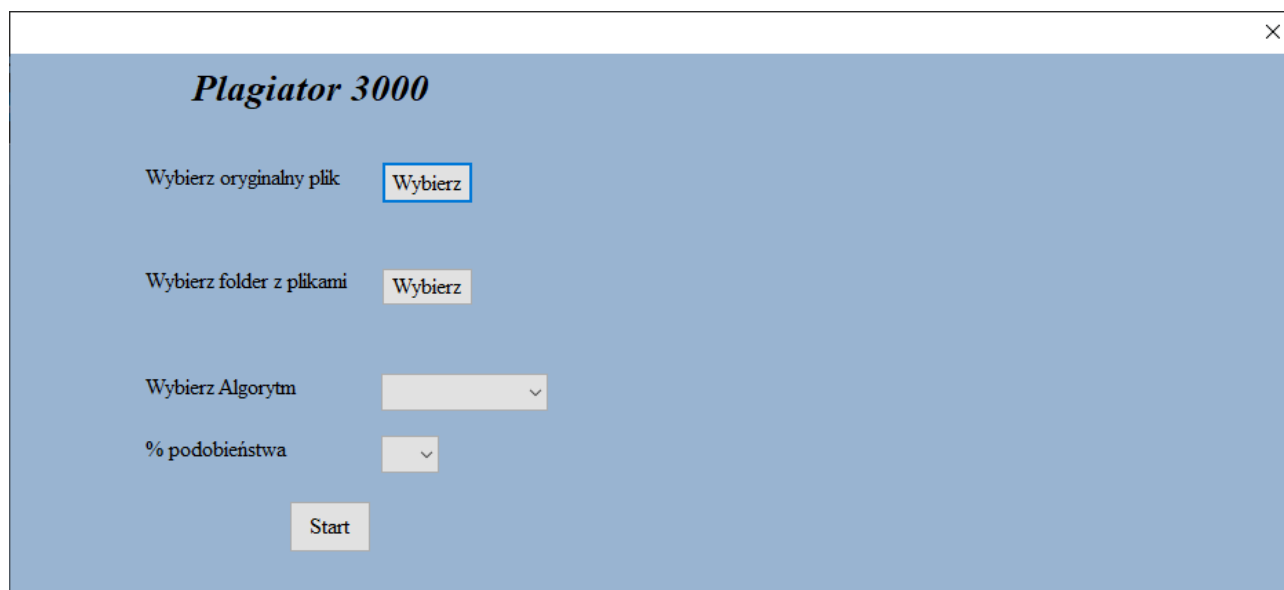 Plagiator 3000
Wybierz oryginalny plik
Wybierz
Wybierz folder z plikami
Wybierz
Wybierz Algorytm
% podobieństwa
Start